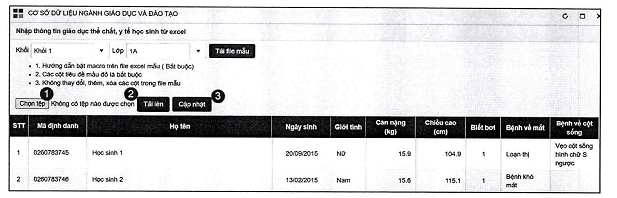 CƠ SỞ DỮ LIỆU NGÀNH GIÁO DỤC VÀ ĐÀO TẠO
Nhập thông tin giáo dục thể chất, y tế học sinh từ excel
Khối Khối 1 Lớp 1A Tải file mẫu
1. Hướng dẫn bật macro trên file excel mẫu ( Bắt buộc)
2. Các cột tiêu đề màu đỏ là bắt buộc
3. Không thay đổi, thêm, xóa các cột trong file mẫu
1 2 3
Chọn tệp Không có tệp nào được chọn Tải lên Cập nhật
STT Mã định danh Họ tên Ngày sinh Giới tính Cân nặng (kg) Chiều cao (cm) Biết bơi Bệnh về mắt Bệnh về cột sống
1 0260783745 Học sinh 1 20/09/2015 Nữ 15.9 104.9 1 Loạn thị Vẹo cột sống hình chữ S ngược
2 0260783746 Học sinh 2 13/02/2015 Nam 15.6 115.1 1 Bệnh khô mắt